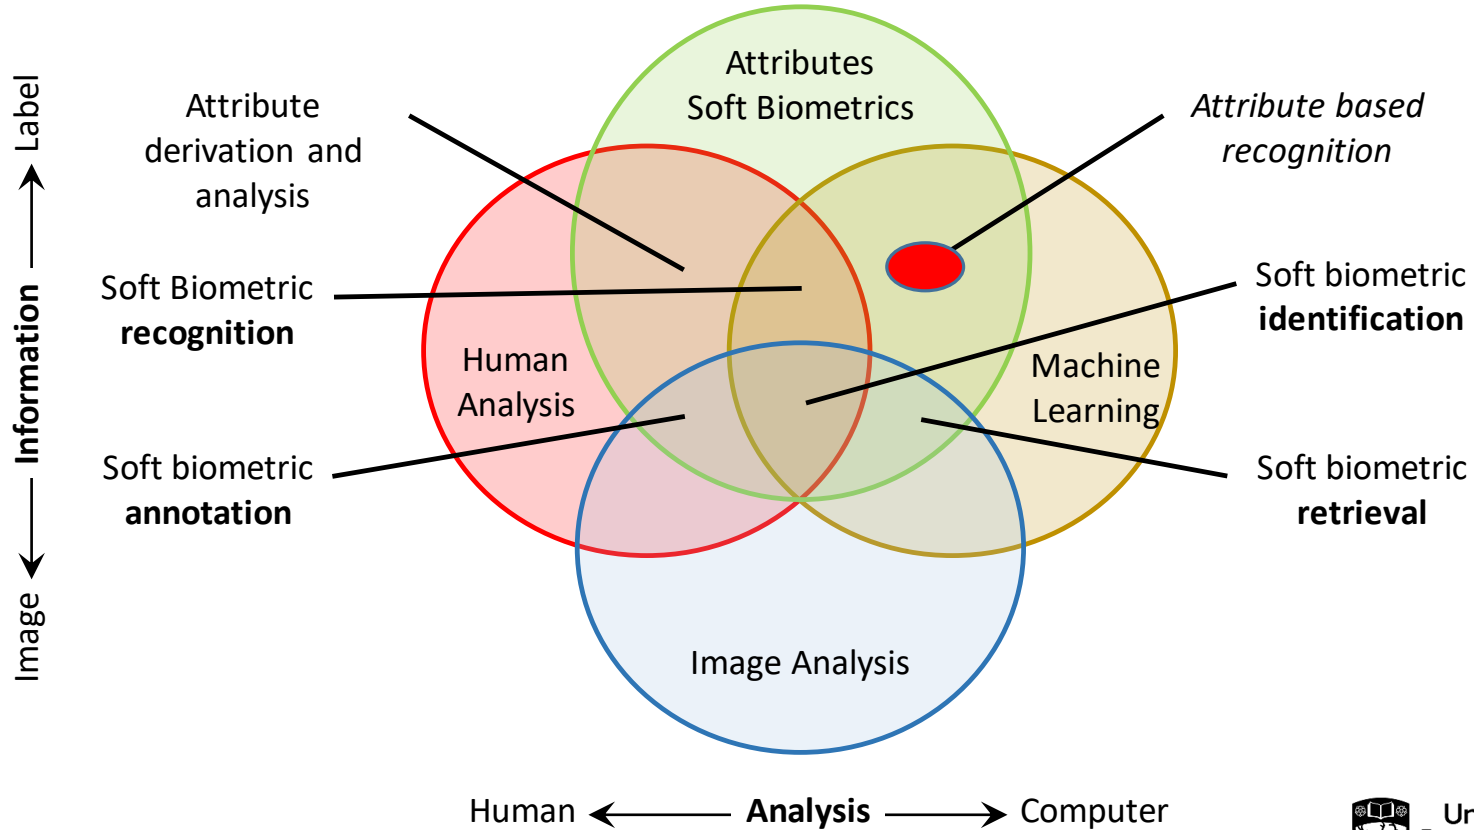 Attributes
Soft Biometrics
Attribute
derivation and
analysis
Attribute based
recognition
Label
Information
Image
Soft Biometric
recognition
Soft biometric
identification
Human
Analysis
Machine
Learning
Soft biometric
annotation
Soft biometric
retrieval
Image Analysis
Human
Analysis
Computer